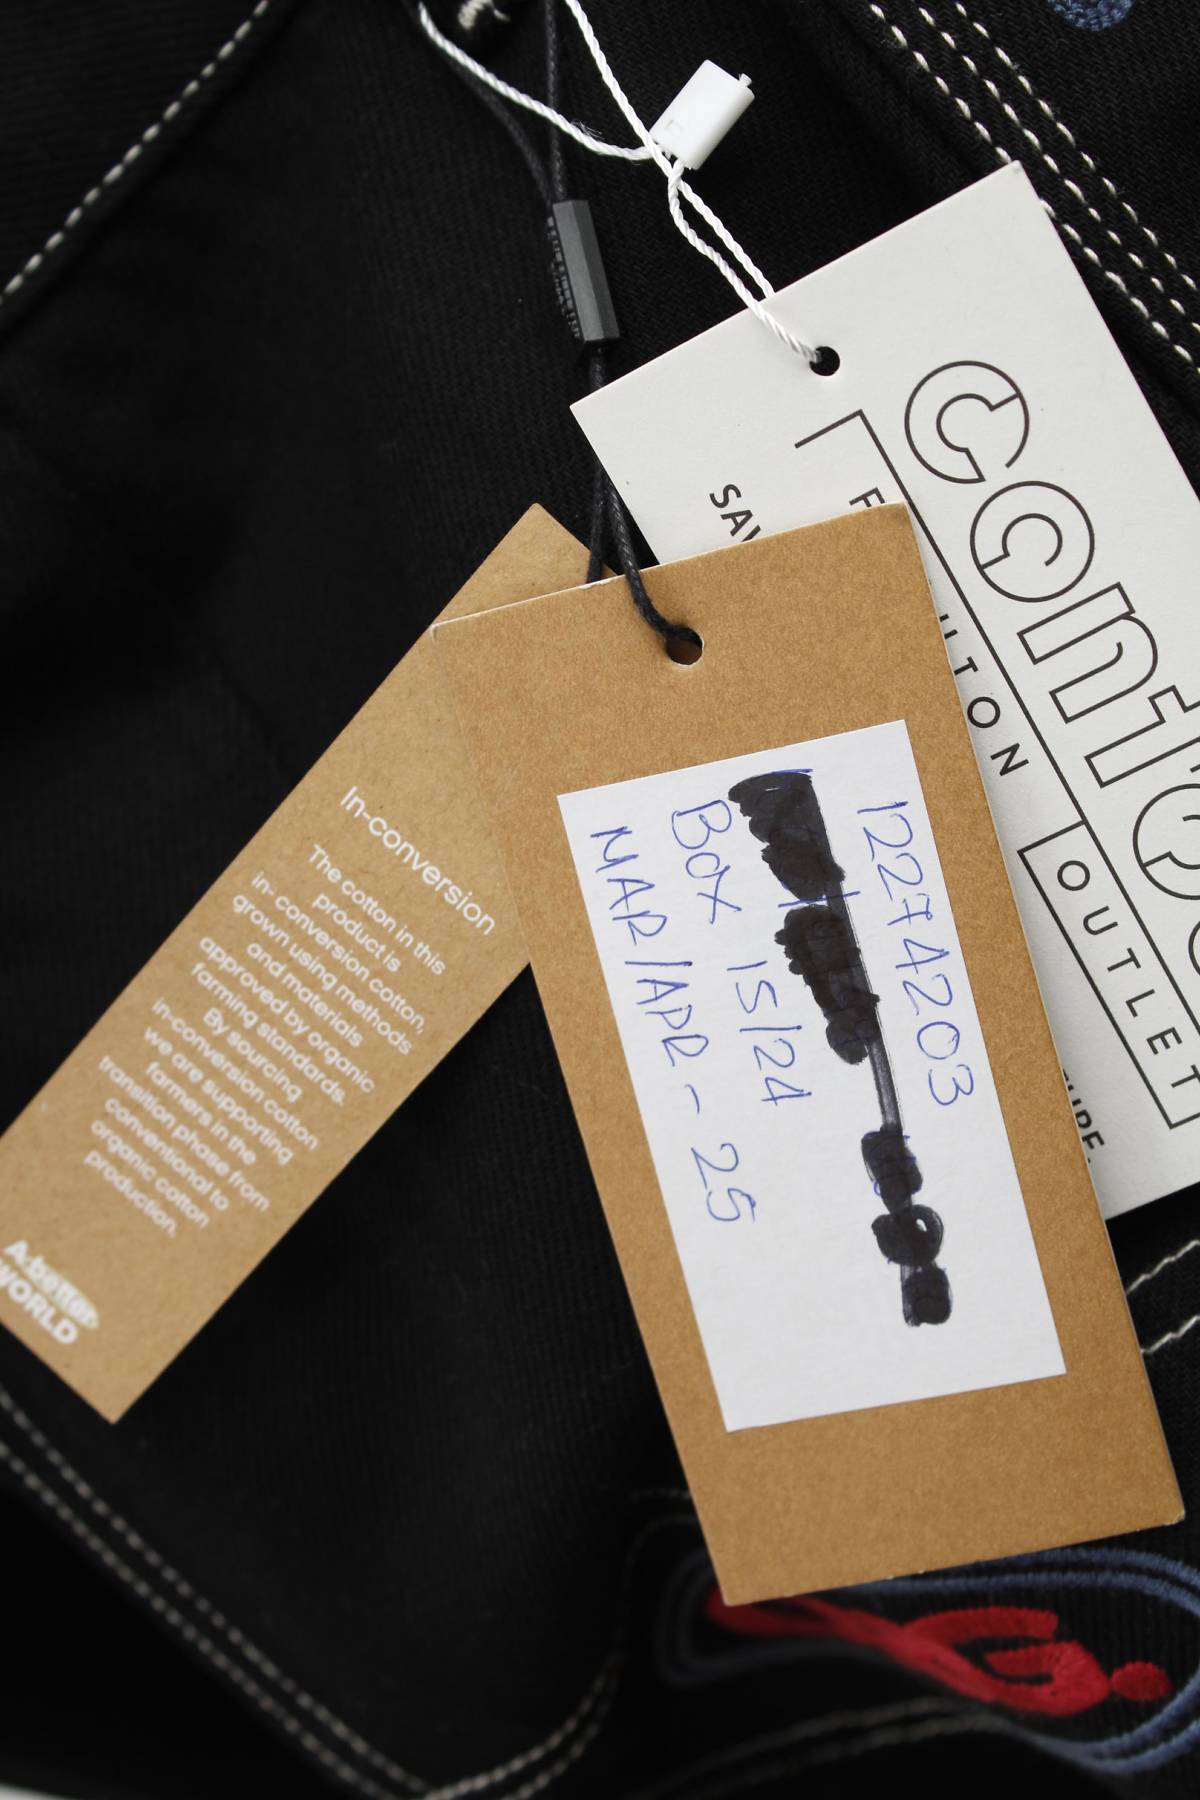 In-conversion
The cotton in this
product is
in- conversion cotton,
grown using methods
and materials
approved by organic
farming standards.
By sourcing
in-conversion cotton
we are supporting
farmers in the
transition phase from
conventional to
organic cotton
production.
A better
WORLD
12274203
Box 15/24
MAR/APR - 25
OUTLET